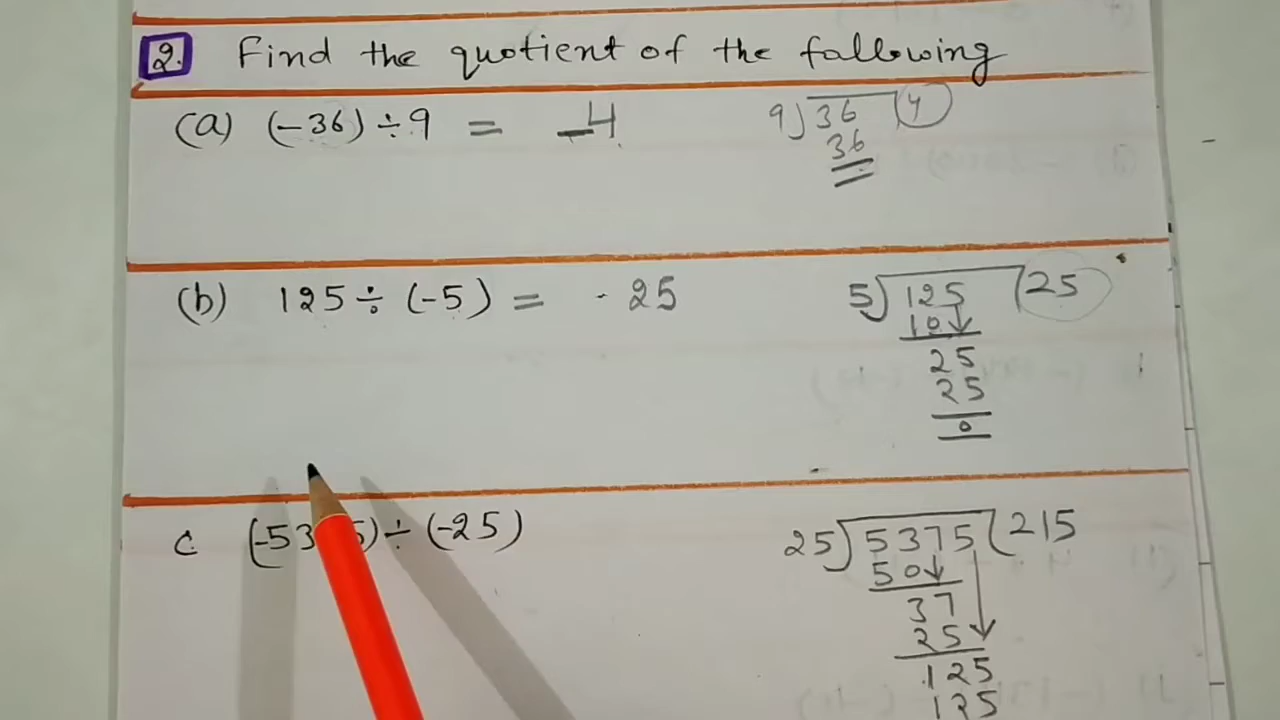 2. Find the quotient of the following
(a) (-36) ÷ 9 = -4
9) 36 (4
36
(b) 125 ÷ (-5) = - 25
5) 125 (25
10
25
25
0
c. (-53 5) ÷ (-25)
25) 5375 (215
50
37
25
125
125